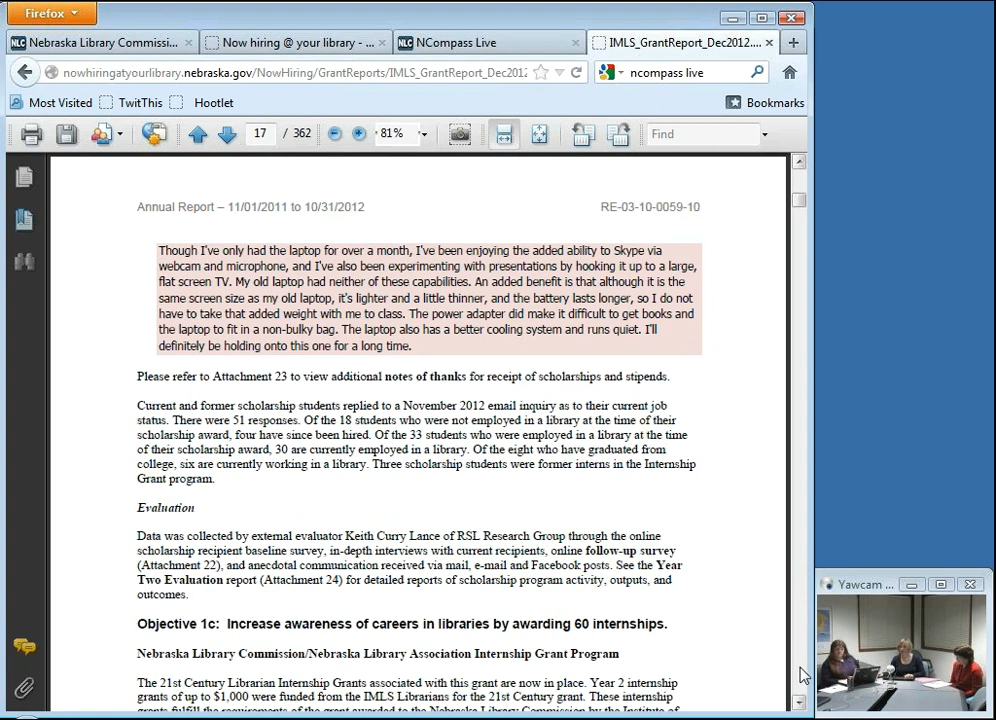 Firefox
Nebraska Library Commissi...
Now hiring @ your library - ...
NLC NCompass Live
IMLS_GrantReport_Dec2012....
nowhiringatyourlibrary.nebraska.gov/NowHiring/GrantReports/IMLS_GrantReport_Dec2012
ncompass live
Most Visited
TwitThis
Hootlet
Bookmarks
17 / 362
81%
Find
Annual Report – 11/01/2011 to 10/31/2012
RE-03-10-0059-10
Though I've only had the laptop for over a month, I've been enjoying the added ability to Skype via
webcam and microphone, and I've also been experimenting with presentations by hooking it up to a large,
flat screen TV. My old laptop had neither of these capabilities. An added benefit is that although it is the
same screen size as my old laptop, it's lighter and a little thinner, and the battery lasts longer, so I do not
have to take that added weight with me to class. The power adapter did make it difficult to get books and
the laptop to fit in a non-bulky bag. The laptop also has a better cooling system and runs quiet. I'll
definitely be holding onto this one for a long time.
Please refer to Attachment 23 to view additional notes of thanks for receipt of scholarships and stipends.
Current and former scholarship students replied to a November 2012 email inquiry as to their current job
status. There were 51 responses. Of the 18 students who were not employed in a library at the time of their
scholarship award, four have since been hired. Of the 33 students who were employed in a library at the time
of their scholarship award, 30 are currently employed in a library. Of the eight who have graduated from
college, six are currently working in a library. Three scholarship students were former interns in the Internship
Grant program.
Evaluation
Data was collected by external evaluator Keith Curry Lance of RSL Research Group through the online
scholarship recipient baseline survey, in-depth interviews with current recipients, online follow-up survey
(Attachment 22), and anecdotal communication received via mail, e-mail and Facebook posts. See the Year
Two Evaluation report (Attachment 24) for detailed reports of scholarship program activity, outputs, and
outcomes.
Objective 1c: Increase awareness of careers in libraries by awarding 60 internships.
Nebraska Library Commission/Nebraska Library Association Internship Grant Program
The 21st Century Librarian Internship Grants associated with this grant are now in place. Year 2 internship
grants of up to $1,000 were funded from the IMLS Librarians for the 21st Century grant. These internship
grants fulfill the requirements of the grant awarded to the Nebraska Library Commission by the Institute of
Yawcam ...